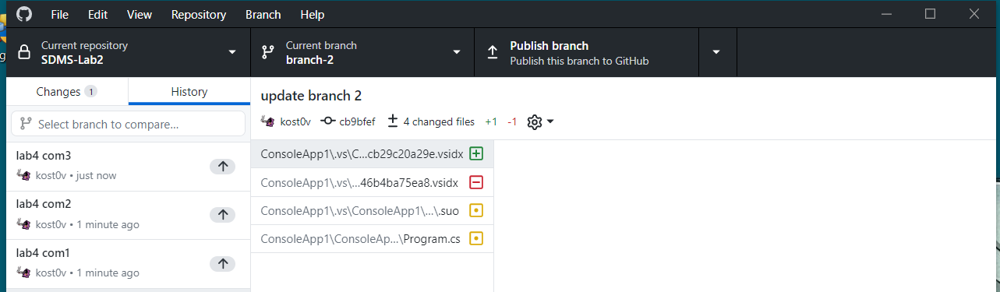 File Edit View Repository Branch Help
Current repository
SDMS-Lab2
Current branch
branch-2
Publish branch
Publish this branch to GitHub
Changes 1
History
Select branch to compare...
lab4 com3
kost0v • just now
lab4 com2
kost0v • 1 minute ago
lab4 com1
kost0v • 1 minute ago
update branch 2
kost0v cb9bfef 4 changed files +1 -1
ConsoleApp1\.vs\C...cb29c20a29e.vsidx
ConsoleApp1\.vs\...46b4ba75ea8.vsidx
ConsoleApp1\.vs\ConsoleApp1\...\.suo
ConsoleApp1\ConsoleAp...\Program.cs
g